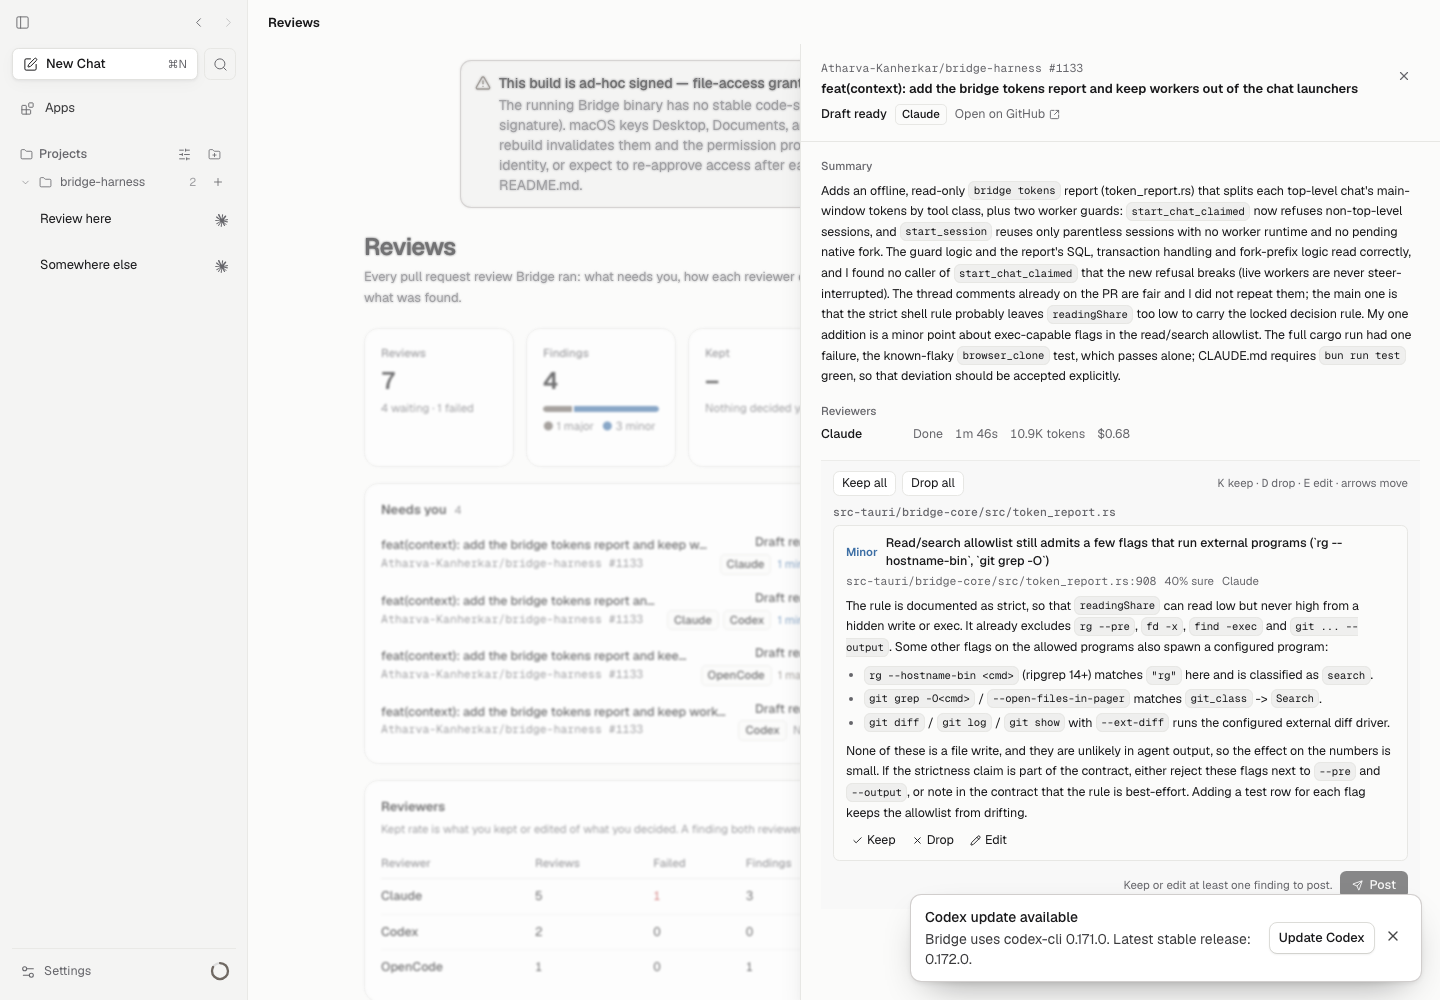 New Chat
⌘N
Apps
Projects
bridge-harness
2
Review here
Somewhere else
Settings
Reviews
This build is ad-hoc signed — file-access grant
The running Bridge binary has no stable code-s
signature). macOS keys Desktop, Documents, a
rebuild invalidates them and the permission pro
identity, or expect to re-approve access after ea
README.md.
Reviews
Every pull request review Bridge ran: what needs you, how each reviewer
what was found.
Reviews
7
4 waiting · 1 failed
Findings
4
1 major
3 minor
Kept
–
Nothing decided y
Needs you 4
feat(context): add the bridge tokens report and keep w...
Draft re
Atharva-Kanherkar/bridge-harness #1133
Claude
1 mi
feat(context): add the bridge tokens report an...
Draft re
Atharva-Kanherkar/bridge-harness #1133
Claude
Codex
1 mi
feat(context): add the bridge tokens report and kee...
Draft re
Atharva-Kanherkar/bridge-harness #1133
OpenCode
1 ma
feat(context): add the bridge tokens report and keep work...
Draft re
Atharva-Kanherkar/bridge-harness #1133
Codex
N
Reviewers
Kept rate is what you kept or edited of what you decided. A finding both reviewer
Reviewer
Reviews
Failed
Findings
Claude
5
1
3
Codex
2
0
0
OpenCode
1
0
1
Atharva-Kanherkar/bridge-harness #1133
feat(context): add the bridge tokens report and keep workers out of the chat launchers
Draft ready
Claude
Open on GitHub
Summary
Adds an offline, read-only bridge tokens report (token_report.rs) that splits each top-level chat's main-
window tokens by tool class, plus two worker guards: start_chat_claimed now refuses non-top-level
sessions, and start_session reuses only parentless sessions with no worker runtime and no pending
native fork. The guard logic and the report's SQL, transaction handling and fork-prefix logic read correctly,
and I found no caller of start_chat_claimed that the new refusal breaks (live workers are never steer-
interrupted). The thread comments already on the PR are fair and I did not repeat them; the main one is
that the strict shell rule probably leaves readingShare too low to carry the locked decision rule. My one
addition is a minor point about exec-capable flags in the read/search allowlist. The full cargo run had one
failure, the known-flaky browser_clone test, which passes alone; CLAUDE.md requires bun run test
green, so that deviation should be accepted explicitly.
Reviewers
Claude
Done
1m 46s
10.9K tokens
$0.68
Keep all
Drop all
K keep · D drop · E edit · arrows move
src-tauri/bridge-core/src/token_report.rs
Minor
Read/search allowlist still admits a few flags that run external programs (`rg --
hostname-bin`, `git grep -O`)
src-tauri/bridge-core/src/token_report.rs:908
40% sure
Claude
The rule is documented as strict, so that readingShare can read low but never high from a
hidden write or exec. It already excludes rg --pre, fd -x, find -exec and git ... --
output. Some other flags on the allowed programs also spawn a configured program:
• rg --hostname-bin <cmd> (ripgrep 14+) matches "rg" here and is classified as search.
• git grep -O<cmd> / --open-files-in-pager matches git_class -> Search.
• git diff / git log / git show with --ext-diff runs the configured external diff driver.
None of these is a file write, and they are unlikely in agent output, so the effect on the numbers is
small. If the strictness claim is part of the contract, either reject these flags next to --pre and
--output, or note in the contract that the rule is best-effort. Adding a test row for each flag
keeps the allowlist from drifting.
Keep
Drop
Edit
Keep or edit at least one finding to post.
Post
Codex update available
Bridge uses codex-cli 0.171.0. Latest stable release:
0.172.0.
Update Codex